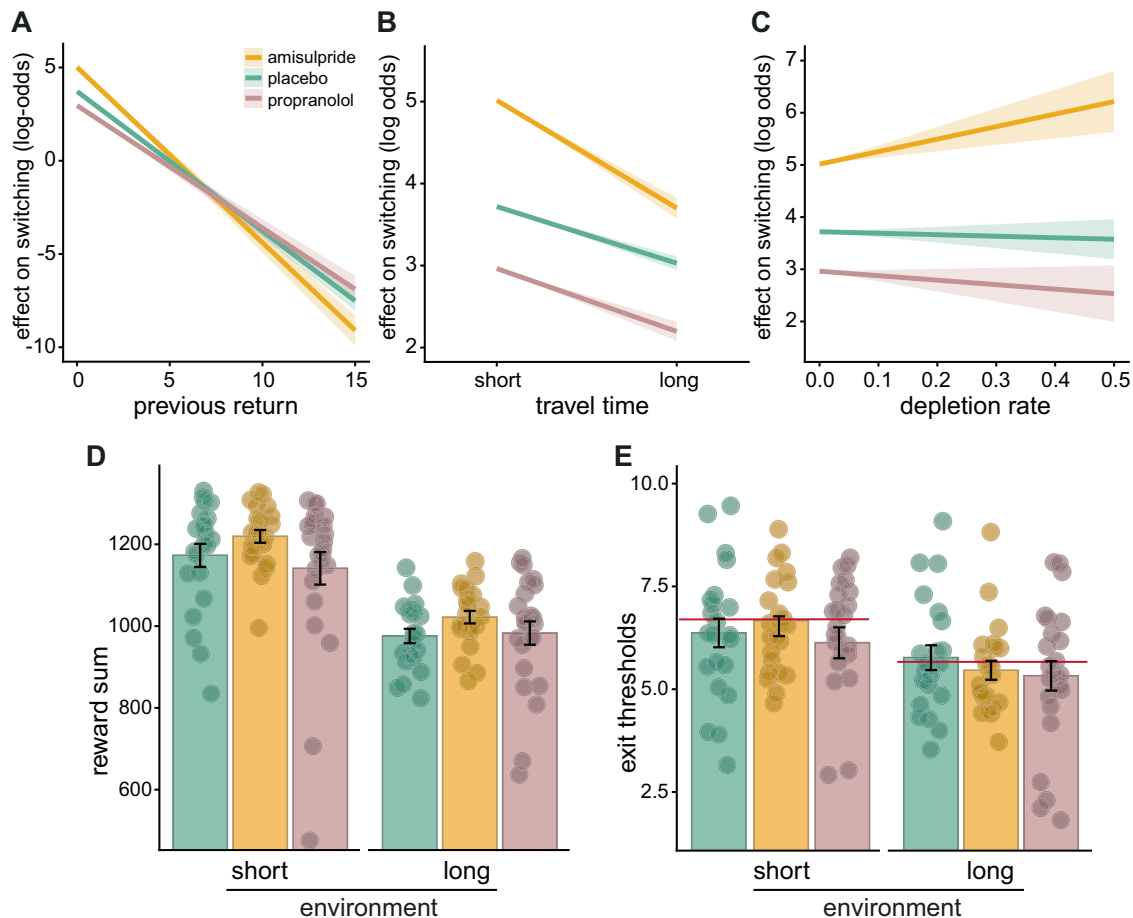 A
effect on switching (log-odds)
5
0
-5
-10
0
5
10
15
previous return
amisulpride
placebo
propranolol
B
effect on switching (log odds)
5
4
3
2
short
long
travel time
C
effect on switching (log odds)
7
6
5
4
3
2
0.0
0.1
0.2
0.3
0.4
0.5
depletion rate
D
reward sum
1200
1000
800
600
short
long
environment
E
exit thresholds
10.0
7.5
5.0
2.5
short
long
environment